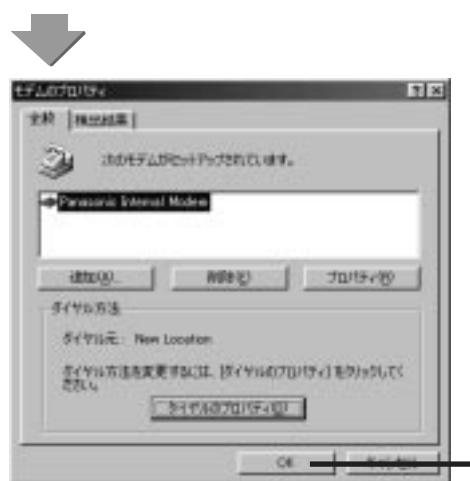 モデムのプロパティ
全般 検出結果
次のモデムがセットアップされています。
Panasonic Internal Modem
追加(A)... 削除(E) プロパティ(R)
ダイヤル方法
ダイヤル元: New Location
ダイヤル方法を変更するには、[ダイヤルのプロパティ] をクリックして
ください。
ダイヤルのプロパティ(D)
OK キャンセル